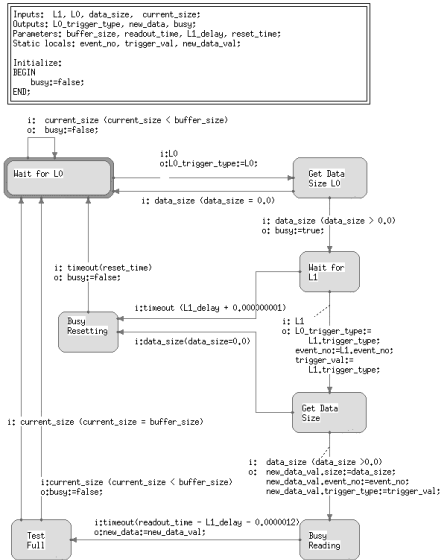 Inputs:  L1, L0, data_size,  current_size;
Outputs: L0_trigger_type, new_data, busy;
Parameters: buffer_size, readout_time, L1_delay, reset_time;
Static locals: event_no, trigger_val, new_data_val;
Initialize:
BEGIN
busy:=false;
END;
i:  current_size (current_size < buffer_size)
o:  busy:=false;
Wait for L0
i:L0
o:L0_trigger_type:=L0;
Get Data
Size L0
i: data_size (data_size = 0.0)
i: data_size (data_size > 0.0)
o: busy:=true;
Wait for
L1
i: timeout(reset_time)
o: busy:=false;
i:timeout (L1_delay + 0.000000001)
Busy
Resetting
i:data_size(data_size=0.0)
i: L1
o: L0_trigger_type:=
L1.trigger_type;
event_no:=L1.event_no;
trigger_val:=
L1.trigger_type;
Get Data
Size
i: current_size (current_size = buffer_size)
i:  data_size (data_size >0.0)
o:  new_data_val.size:=data_size;
new_data_val.event_no:=event_no;
new_data_val.trigger_type:=trigger_val;
i:current_size (current_size < buffer_size)
o:busy:=false;
Test
Full
i:timeout(readout_time - L1_delay - 0.0000012)
o:new_data:=new_data_val;
Busy
Reading